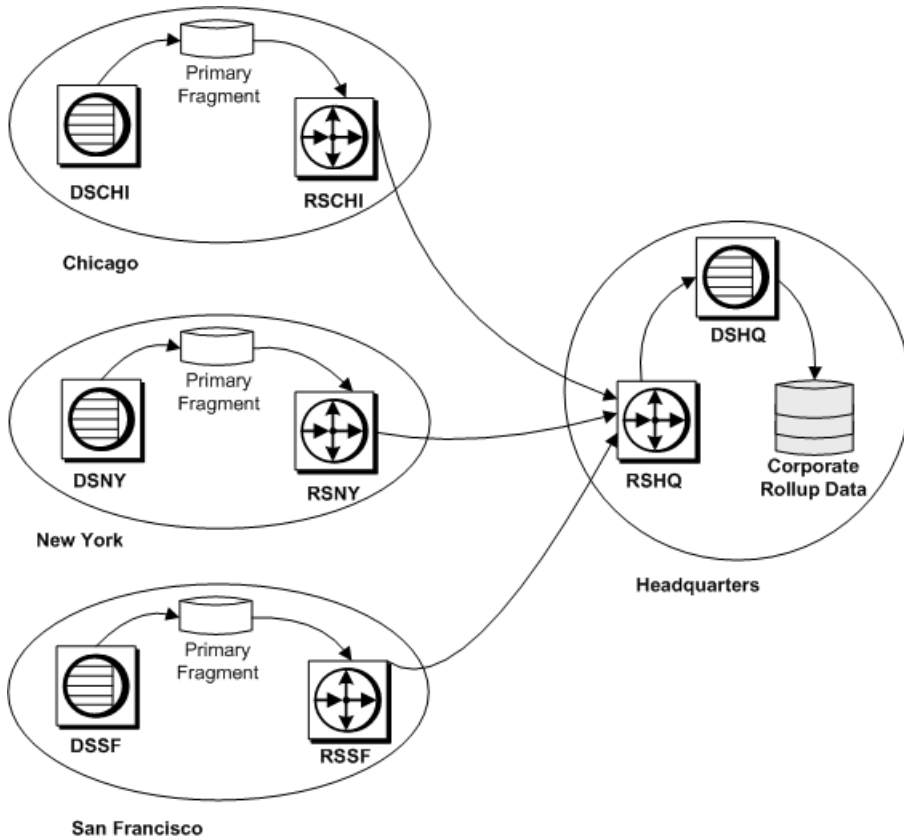 Primary
Fragment
DSCHI
RSCHI
Chicago
Primary
Fragment
DSNY
RSNY
New York
Primary
Fragment
DSSF
RSSF
San Francisco
DSHQ
RSHQ
Corporate
Rollup Data
Headquarters